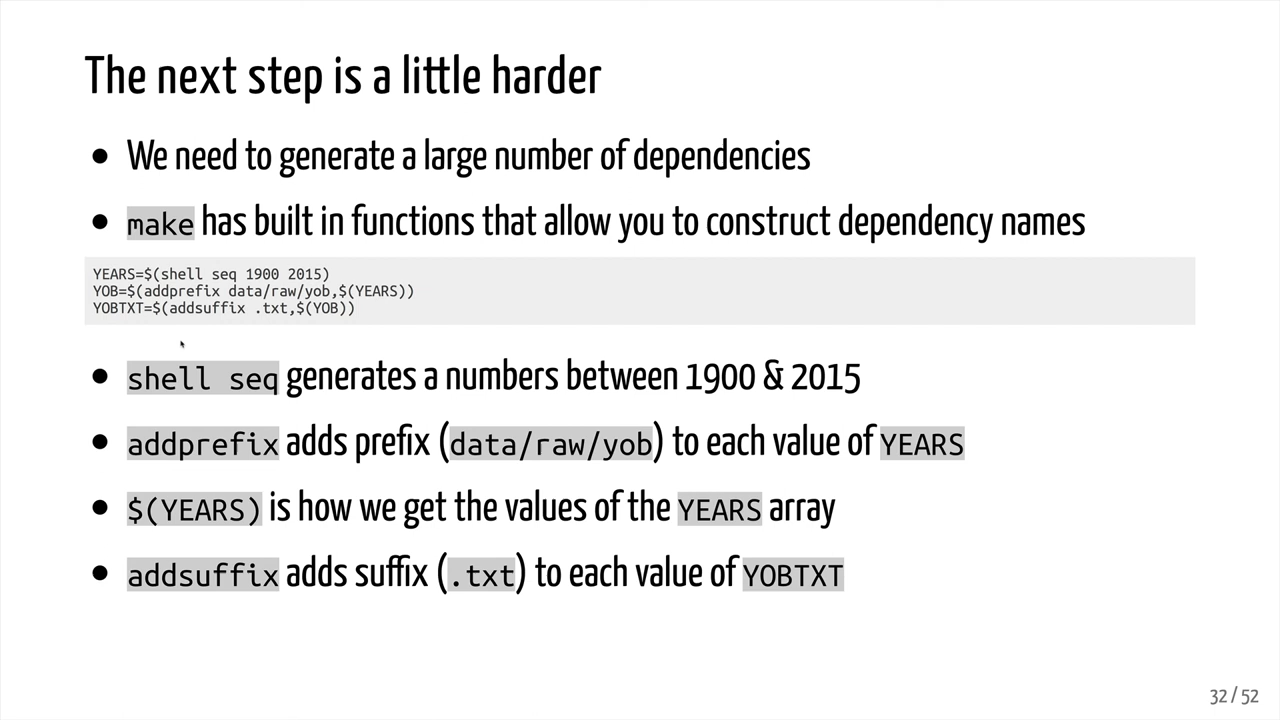 The next step is a little harder
• We need to generate a large number of dependencies
• make has built in functions that allow you to construct dependency names
YEARS=$(shell seq 1900 2015)
YOB=$(addprefix data/raw/yob,$(YEARS))
YOBTXT=$(addsuffix .txt,$(YOB))
• shell seq generates a numbers between 1900 & 2015
• addprefix adds prefix (data/raw/yob) to each value of YEARS
• $(YEARS) is how we get the values of the YEARS array
• addsuffix adds suffix (.txt) to each value of YOBTXT
32 / 52